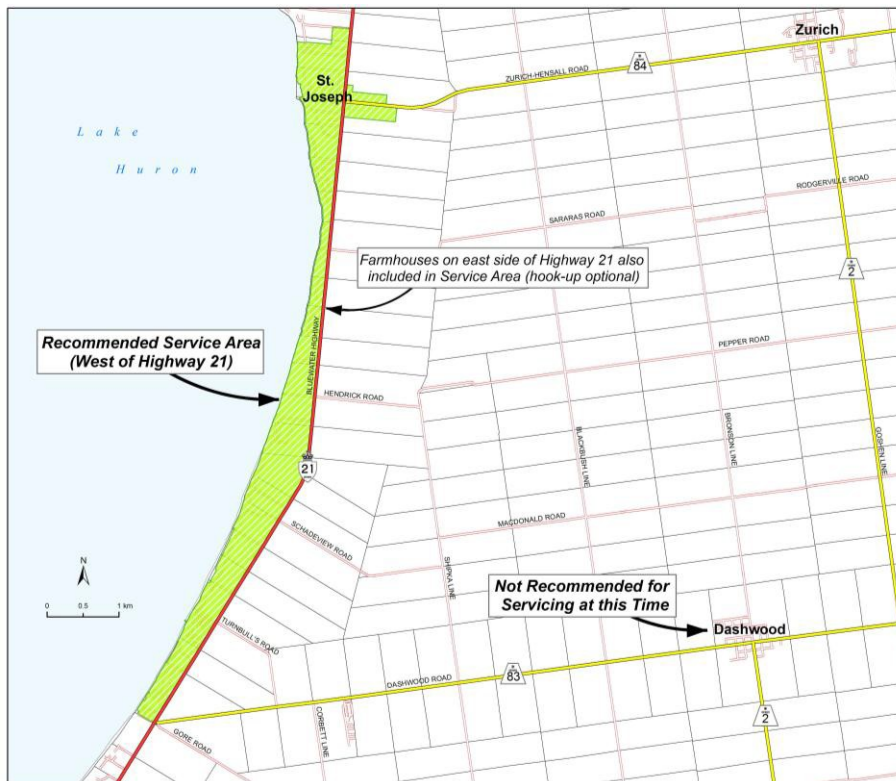 Zurich
84
ZURICH-HENSALL ROAD
St.
Joseph
Lake
Huron
RODGERVILLE ROAD
SARARAS ROAD
Farmhouses on east side of Highway 21 also
included in Service Area (hook-up optional)
2
Recommended Service Area
(West of Highway 21)
BLUEWATER HIGHWAY
PEPPER ROAD
HENDRICK ROAD
BLACKBUSH LINE
BRONSON LINE
GOSHEN LINE
21
MACDONALD ROAD
SCHADEVIEW ROAD
SHIPKA LINE
N
0 0.5 1 km
Not Recommended for
Servicing at this Time
TURNBULL'S ROAD
Dashwood
DASHWOOD ROAD
83
CORBETT LINE
GORE ROAD
2